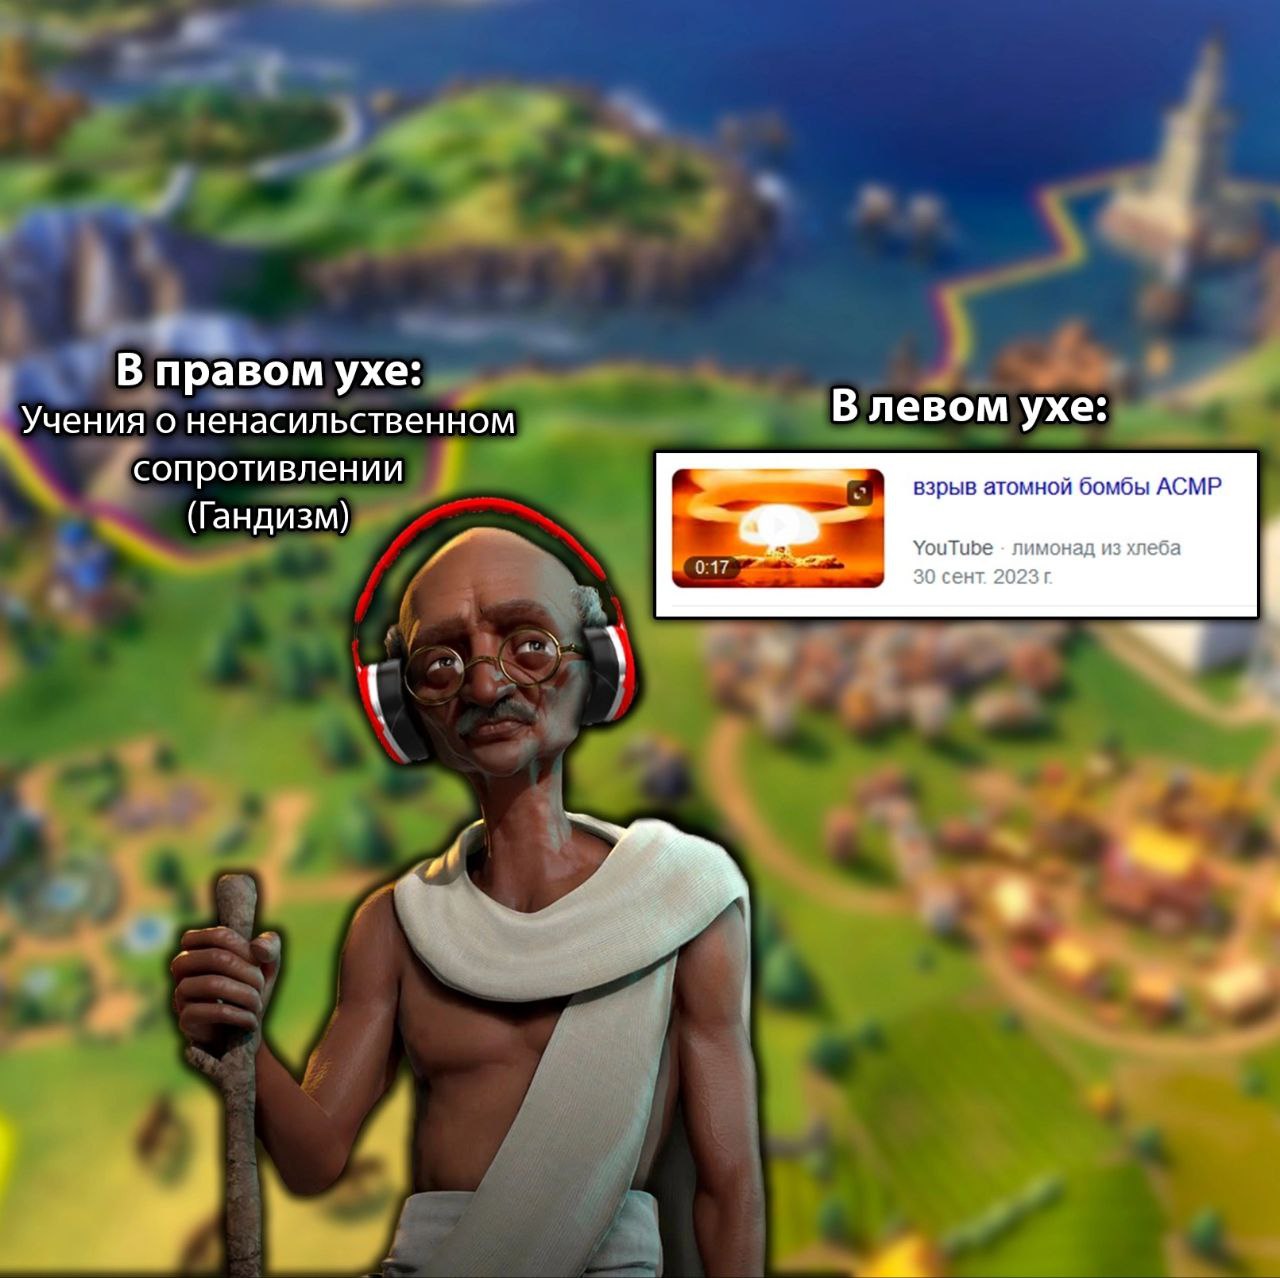 В правом ухе:
Учения о ненасильственном
сопротивлении
(Гандизм)
В левом ухе:
взрыв атомной бомбы АСМР
0:17
YouTube · лимонад из хлеба
30 сент. 2023 г.